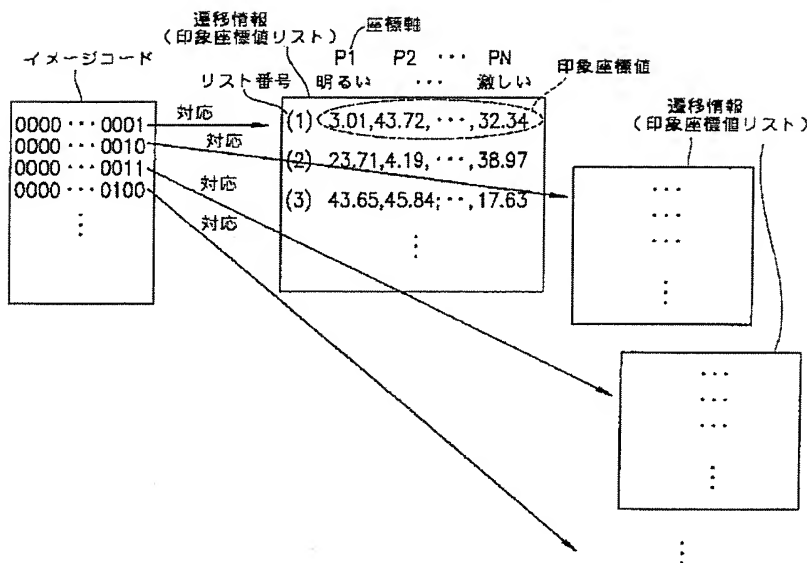 遷移情報
(印象座標値リスト)
座標軸
P1 P2 ··· PN
イメージコード
リスト番号 明るい ··· 激しい
印象座標値
0000···0001
0000···0010
0000···0011
0000···0100
⋮
対応
対応
対応
対応
(1) 3.01,43.72,···,32.34
(2) 23.71,4.19,···,38.97
(3) 43.65,45.84;··,17.63
⋮
遷移情報
(印象座標値リスト)
···
···
···
⋮
···
···
···
⋮
⋮